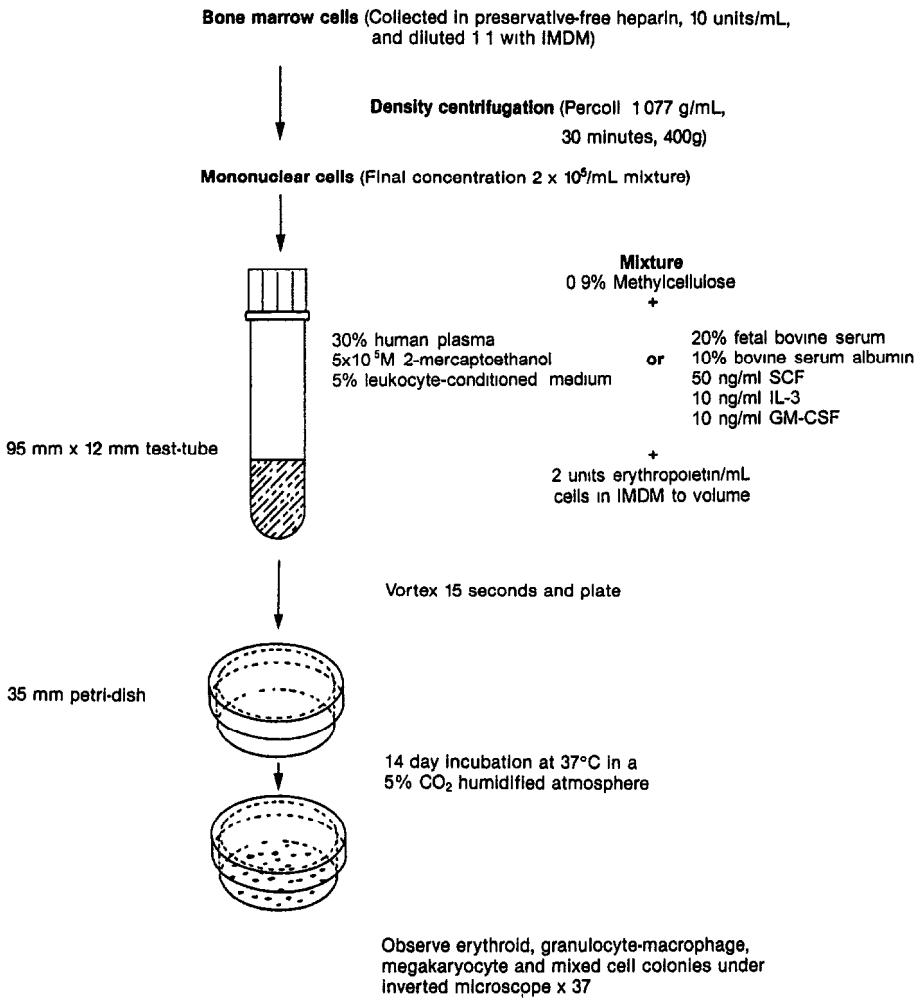 Bone marrow cells (Collected in preservative-free heparin, 10 units/mL,
and diluted 1 1 with IMDM)
Density centrifugation (Percoll 1 077 g/mL,
30 minutes, 400g)
Mononuclear cells (Final concentration 2 x 10⁵/mL mixture)
Mixture
0 9% Methylcellulose
+
30% human plasma
5x10 ⁵M 2-mercaptoethanol
5% leukocyte-conditioned medium
or
20% fetal bovine serum
10% bovine serum albumin
50 ng/ml SCF
10 ng/ml IL-3
10 ng/ml GM-CSF
95 mm x 12 mm test-tube
+
2 units erythropoietin/mL
cells in IMDM to volume
Vortex 15 seconds and plate
35 mm petri-dish
14 day incubation at 37°C in a
5% CO₂ humidified atmosphere
Observe erythroid, granulocyte-macrophage,
megakaryocyte and mixed cell colonies under
inverted microscope x 37